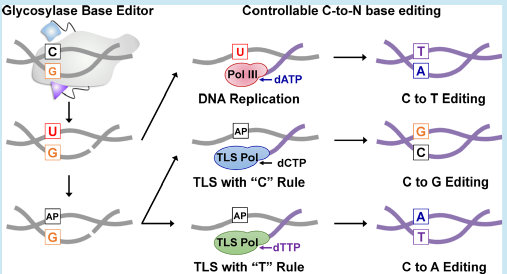 Glycosylase Base Editor
Controllable C-to-N base editing
C
G
U
Pol III
dATP
DNA Replication
T
A
C to T Editing
U
G
AP
TLS Pol
dCTP
TLS with “C” Rule
G
C
C to G Editing
AP
G
AP
TLS Pol
dTTP
TLS with “T” Rule
A
T
C to A Editing